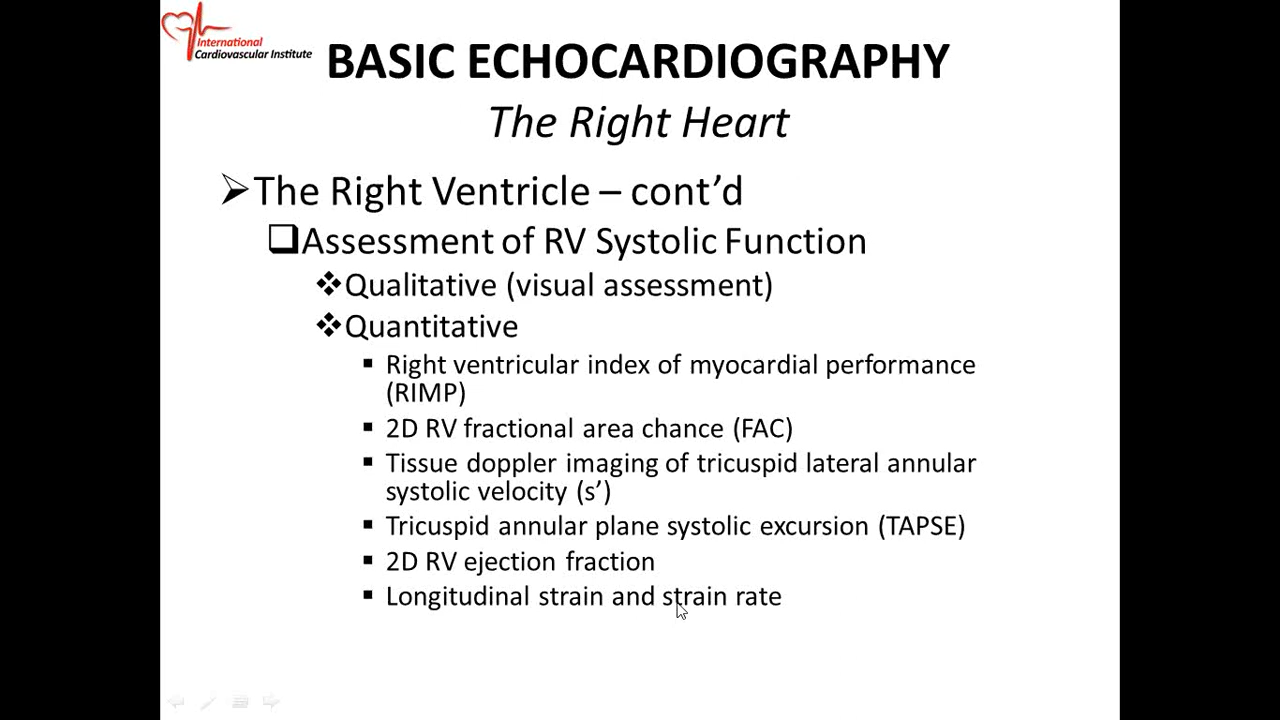 International
Cardiovascular Institute
BASIC ECHOCARDIOGRAPHY
The Right Heart
The Right Ventricle – cont’d
Assessment of RV Systolic Function
Qualitative (visual assessment)
Quantitative
Right ventricular index of myocardial performance
(RIMP)
2D RV fractional area chance (FAC)
Tissue doppler imaging of tricuspid lateral annular
systolic velocity (s’)
Tricuspid annular plane systolic excursion (TAPSE)
2D RV ejection fraction
Longitudinal strain and strain rate